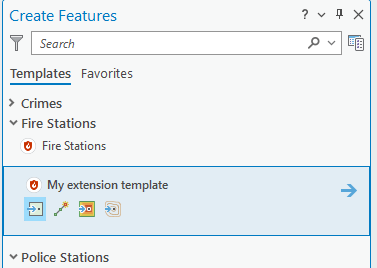 Create Features
?
Search
Templates Favorites
Crimes
Fire Stations
Fire Stations
My extension template
Police Stations